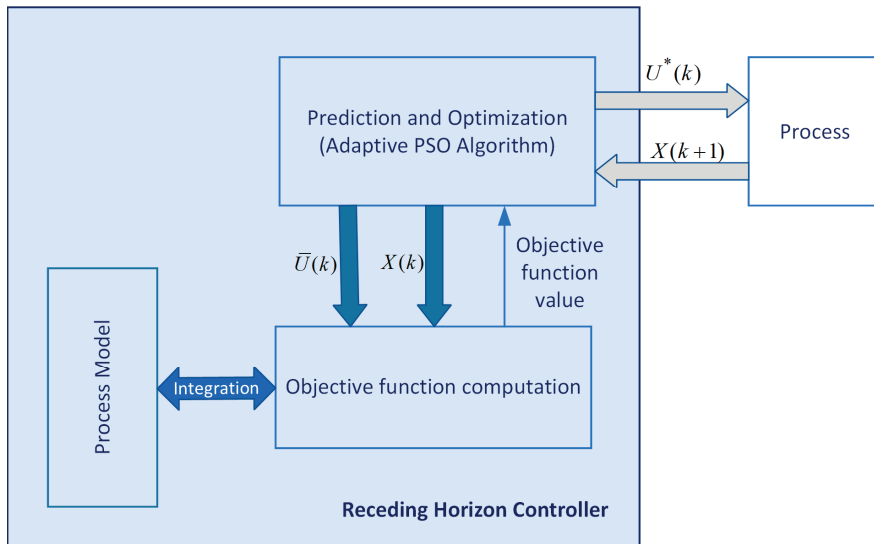 U*(k)
Prediction and Optimization
(Adaptive PSO Algorithm)
Process
X(k+1)
Ū(k)
X(k)
Objective
function
value
Process Model
Integration
Objective function computation
Receding Horizon Controller